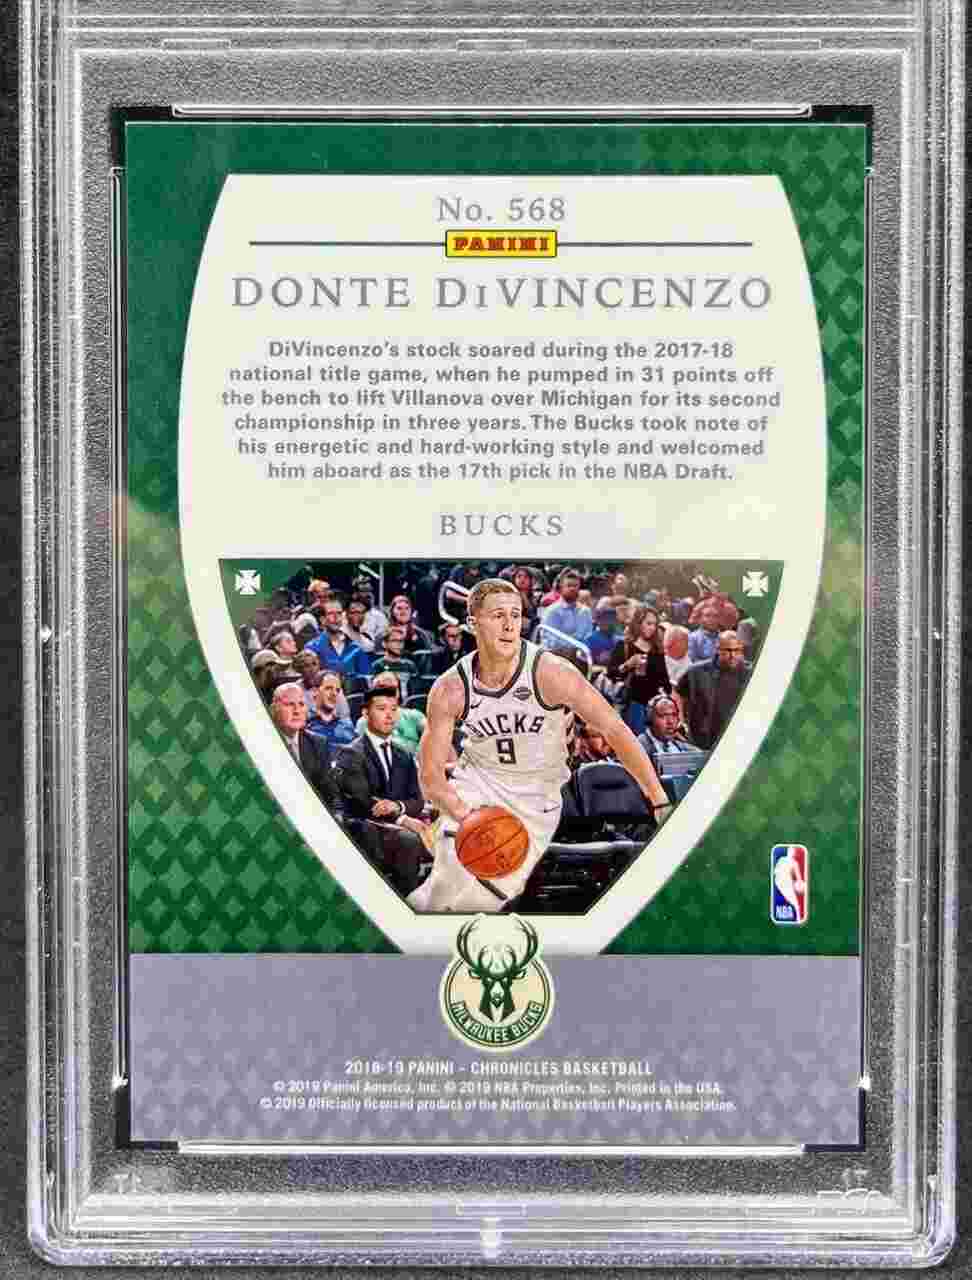 No. 568
PANINI
DONTE DiVINCENZO
DiVincenzo's stock soared during the 2017-18
national title game, when he pumped in 31 points off
the bench to lift Villanova over Michigan for its second
championship in three years. The Bucks took note of
his energetic and hard-working style and welcomed
him aboard as the 17th pick in the NBA Draft.
BUCKS
BUCKS
9
NBA
MILWAUKEE BUCKS
2018-19 PANINI - CHRONICLES BASKETBALL
© 2019 Panini America, Inc. © 2019 NBA Properties, Inc. Printed in the USA.
© 2019 Officially licensed product of the National Basketball Players Association.